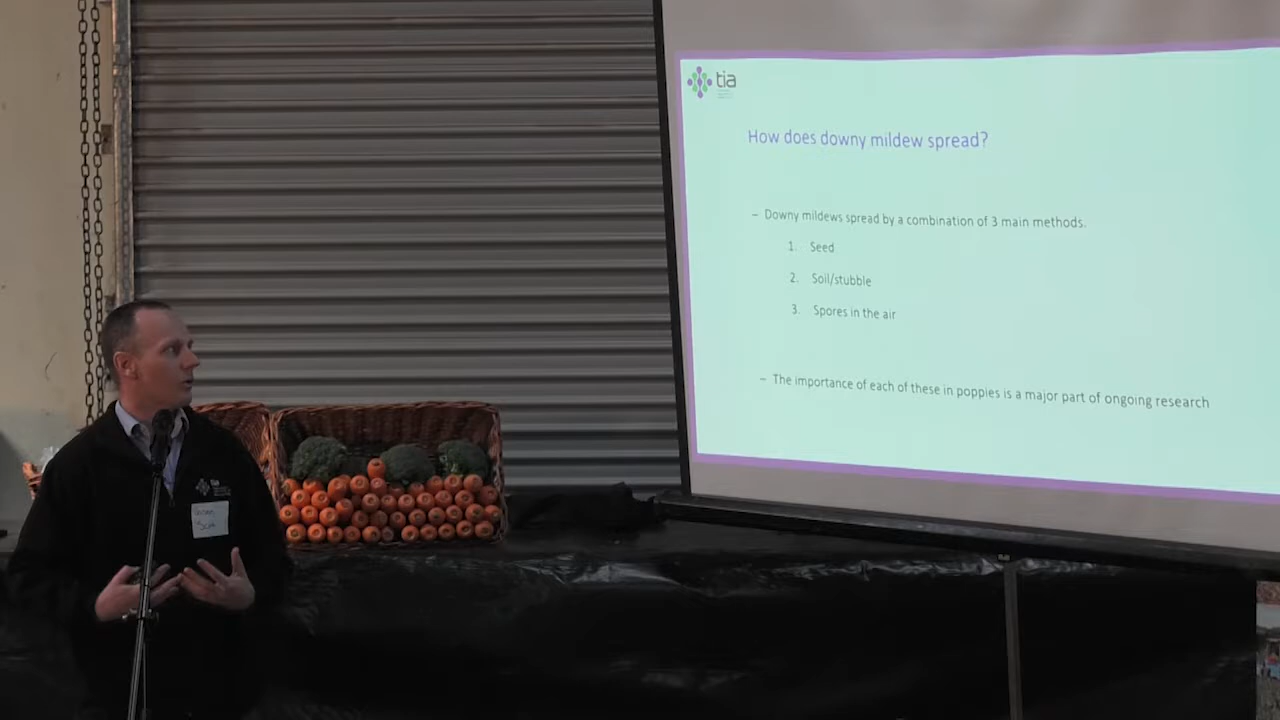 tia
How does downy mildew spread?
– Downy mildews spread by a combination of 3 main methods.
1. Seed
2. Soil/stubble
3. Spores in the air
– The importance of each of these in poppies is a major part of ongoing research
tia